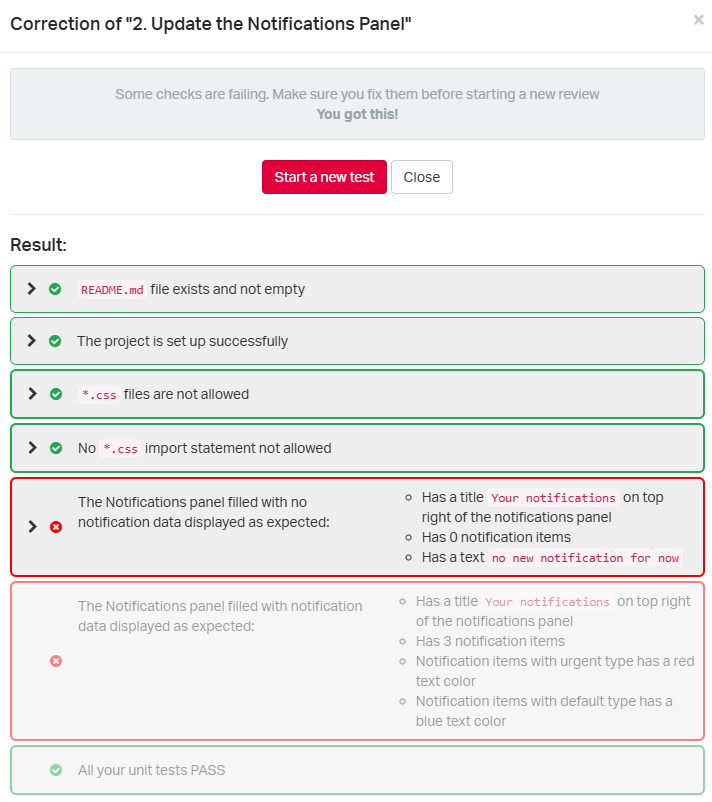 Correction of "2. Update the Notifications Panel"
×
Some checks are failing. Make sure you fix them before starting a new review
You got this!
Start a new test
Close
Result:
README.md file exists and not empty
The project is set up successfully
*.css files are not allowed
No *.css import statement not allowed
The Notifications panel filled with no
notification data displayed as expected:
Has a title Your notifications on top
right of the notifications panel
Has 0 notification items
Has a text no new notification for now
The Notifications panel filled with notification
data displayed as expected:
Has a title Your notifications on top right
of the notifications panel
Has 3 notification items
Notification items with urgent type has a red
text color
Notification items with default type has a
blue text color
All your unit tests PASS